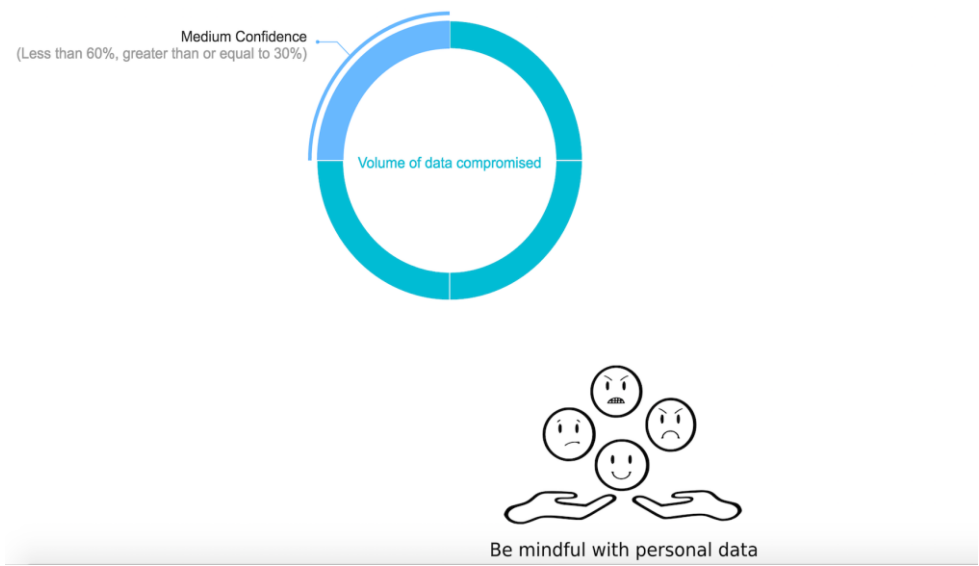 Medium Confidence
(Less than 60%, greater than or equal to 30%)
Volume of data compromised
Be mindful with personal data